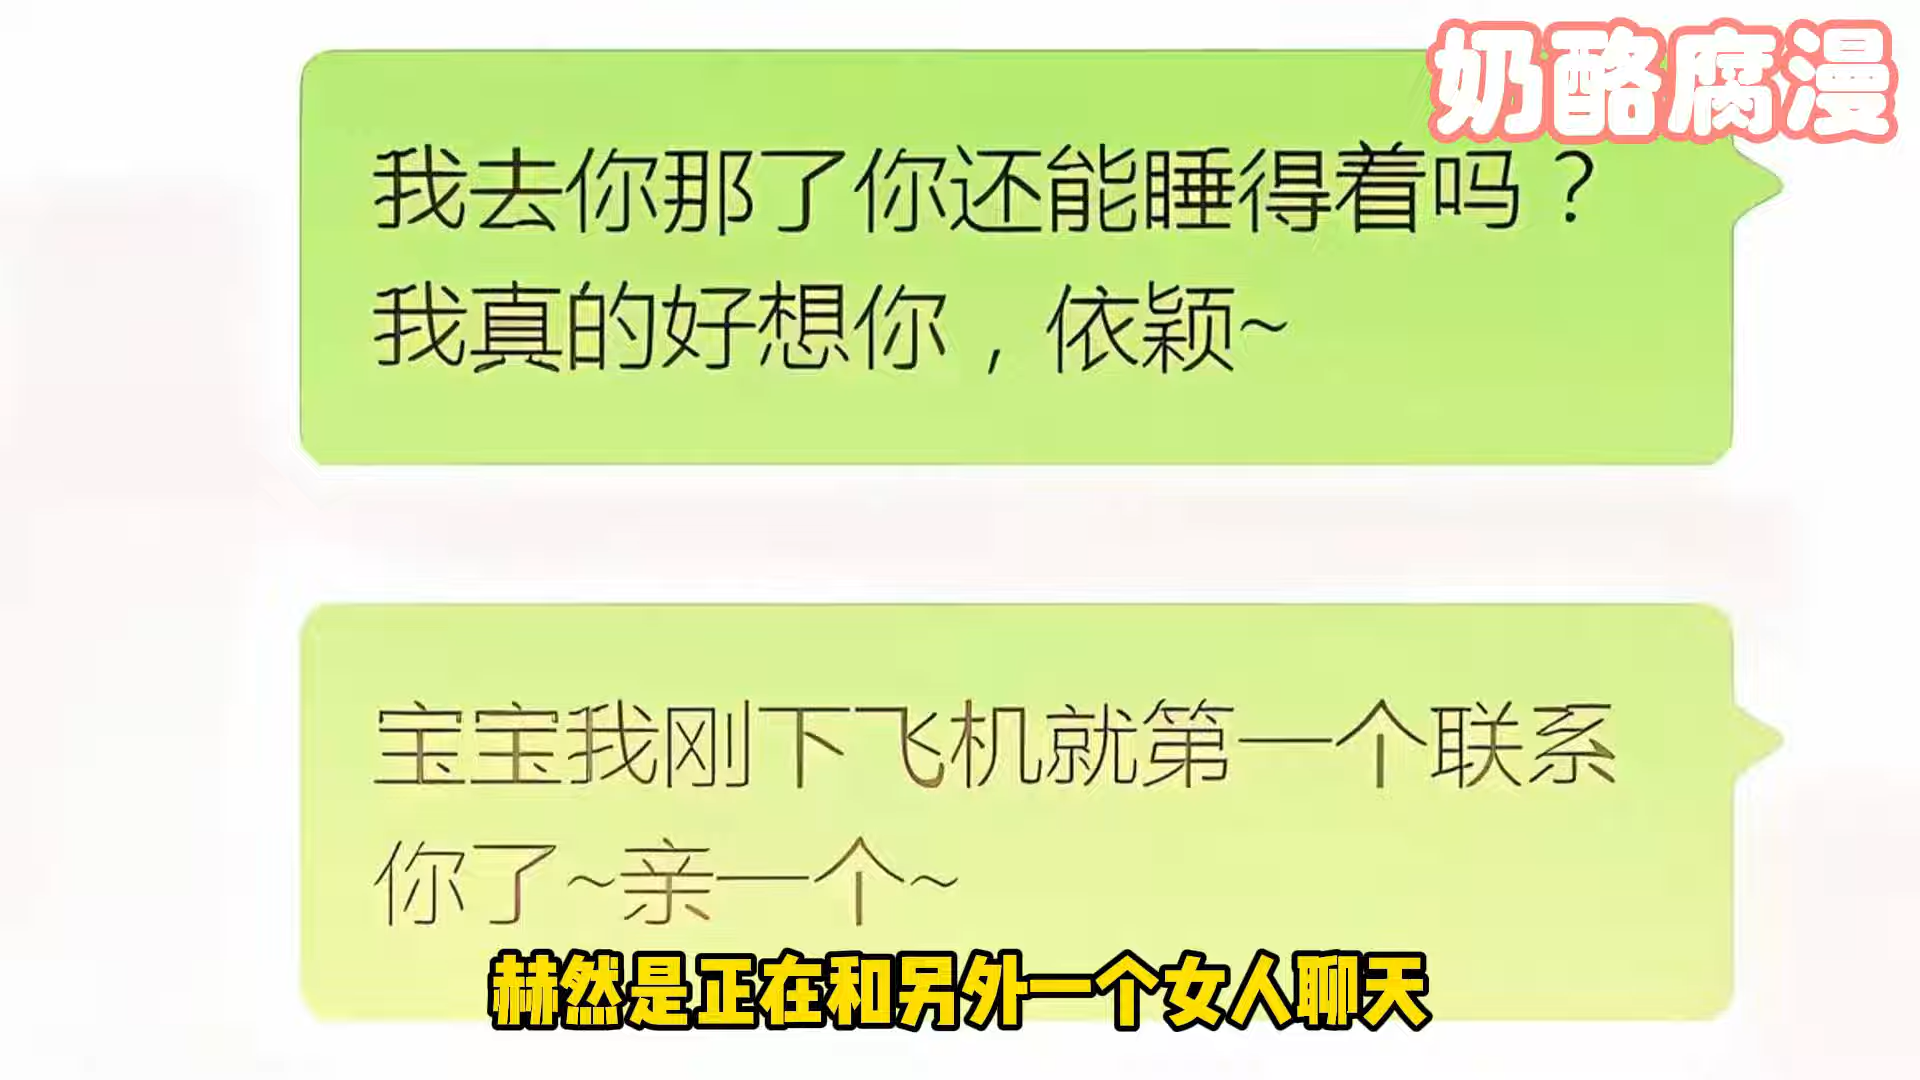 奶酪腐漫
我去你那了你还能睡得着吗？
我真的好想你，依颖~
宝宝我刚下飞机就第一个联系
你了~亲一个~
赫然是正在和另外一个女人聊天